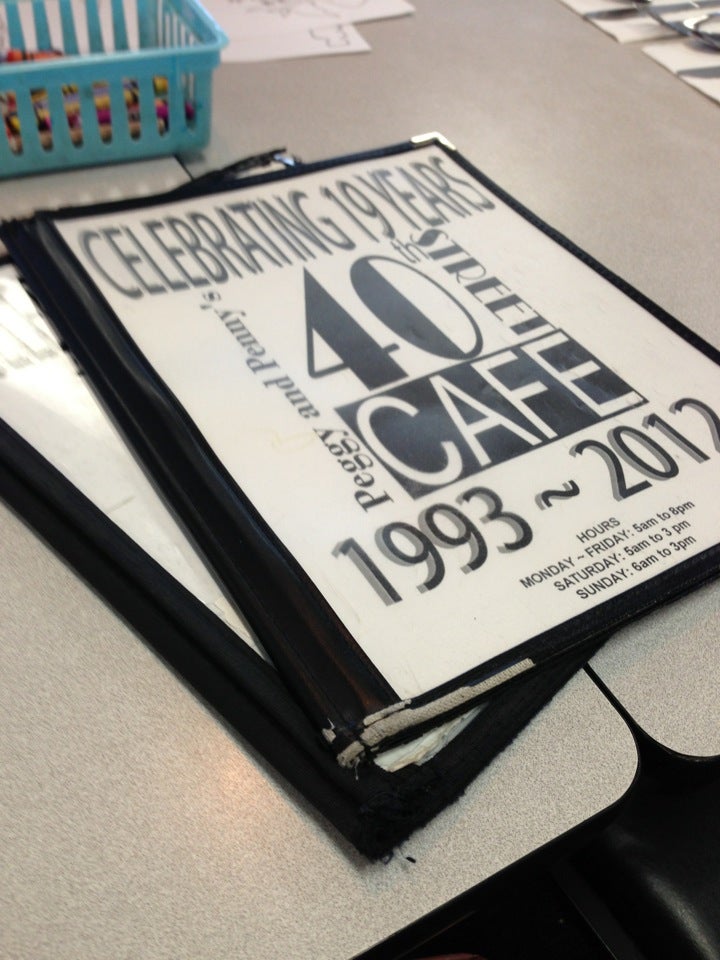 CELEBRATING 19 YEARS
Peggy and Penny's
40th STREET
CAFE
1993 ~ 2012
HOURS
MONDAY ~ FRIDAY: 5am to 8pm
SATURDAY: 5am to 3 pm
SUNDAY: 6am to 3pm